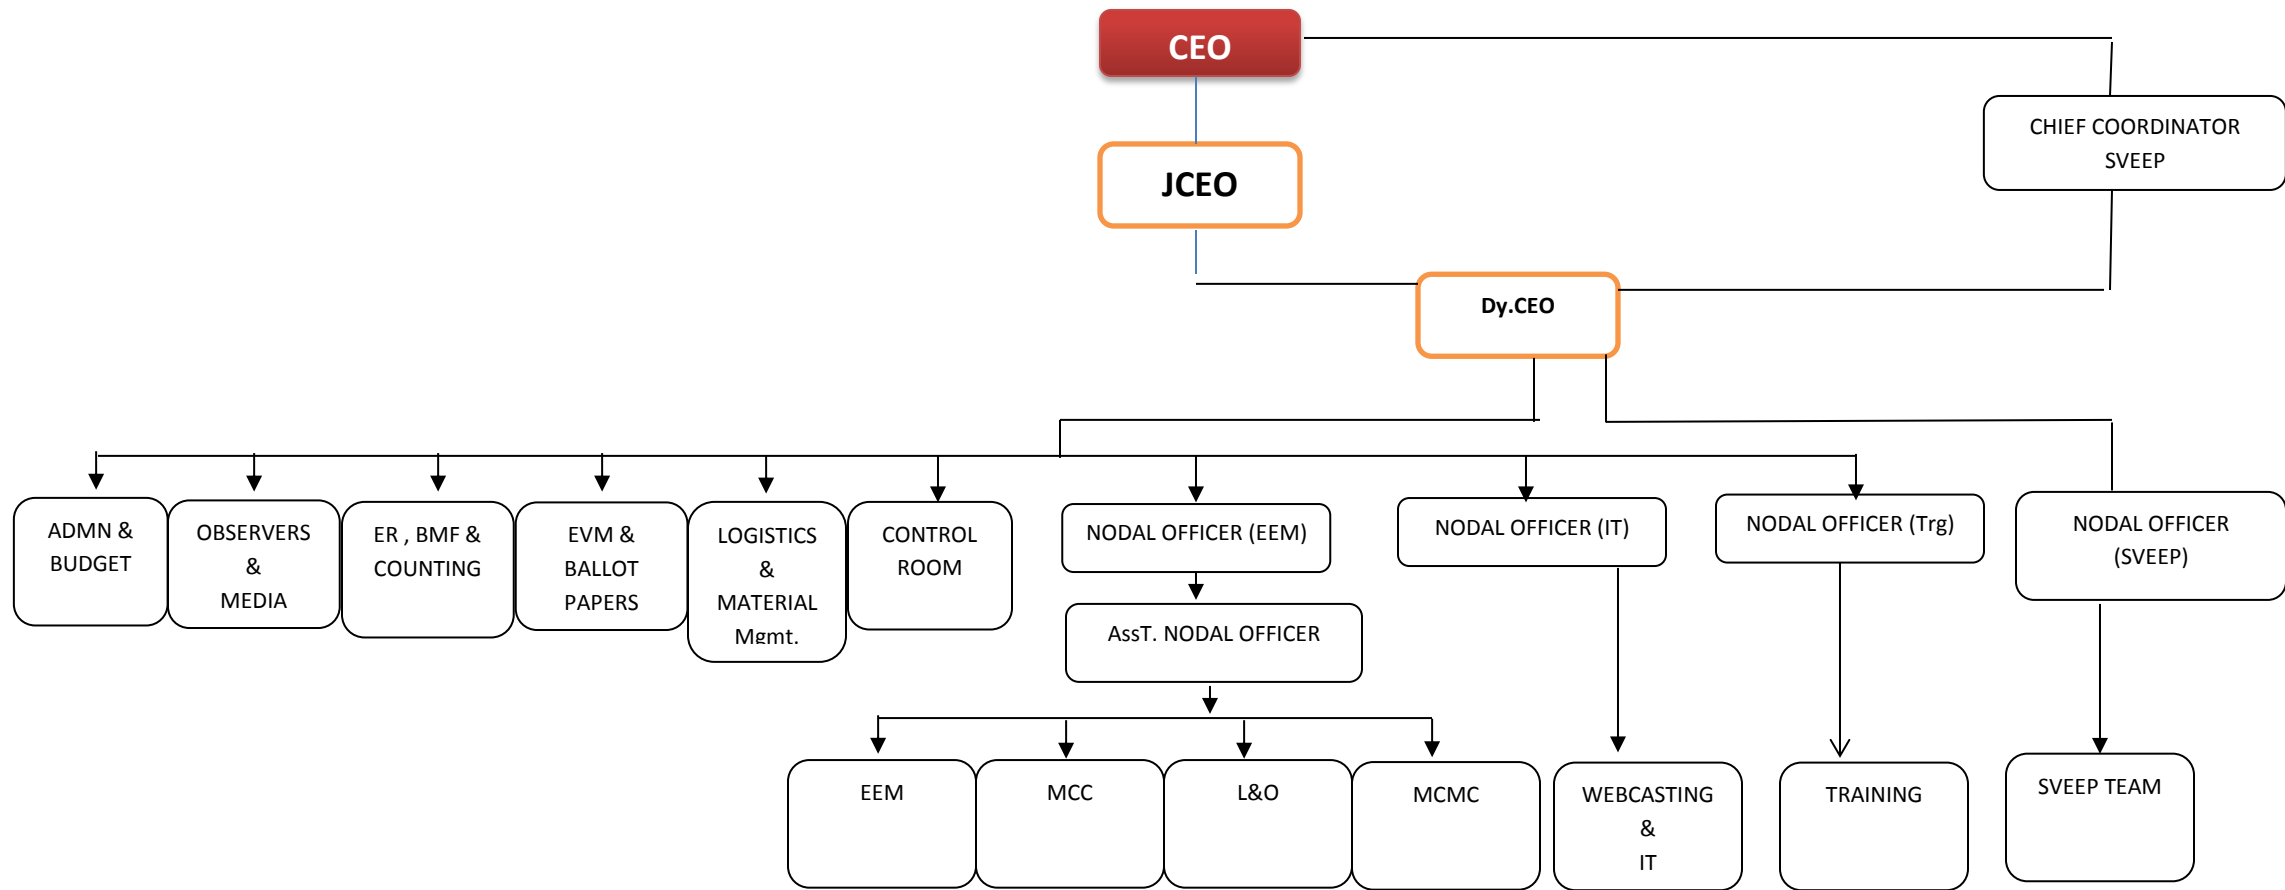 CEO
CHIEF COORDINATOR
SVEEP
JCEO
Dy.CEO
ADMN &
BUDGET
OBSERVERS
&
MEDIA
ER , BMF &
COUNTING
EVM &
BALLOT
PAPERS
LOGISTICS
&
MATERIAL
Mgmt.
CONTROL
ROOM
NODAL OFFICER (EEM)
NODAL OFFICER (IT)
NODAL OFFICER (Trg)
NODAL OFFICER
(SVEEP)
AssT. NODAL OFFICER
EEM
MCC
L&O
MCMC
WEBCASTING
&
IT
TRAINING
SVEEP TEAM